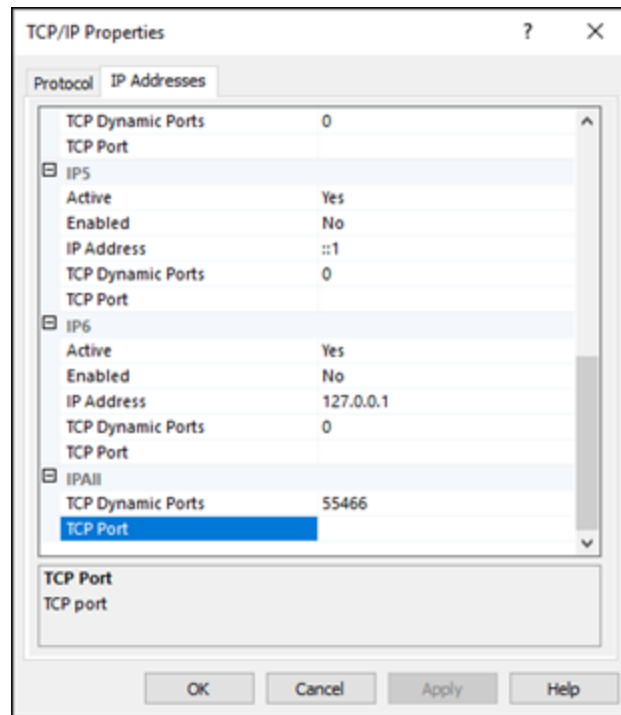 TCP/IP Properties ? ×
Protocol IP Addresses
TCP Dynamic Ports 0
TCP Port
IP5
Active Yes
Enabled No
IP Address ::1
TCP Dynamic Ports 0
TCP Port
IP6
Active Yes
Enabled No
IP Address 127.0.0.1
TCP Dynamic Ports 0
TCP Port
IPAll
TCP Dynamic Ports 55466
TCP Port
TCP Port
TCP port
OK Cancel Apply Help